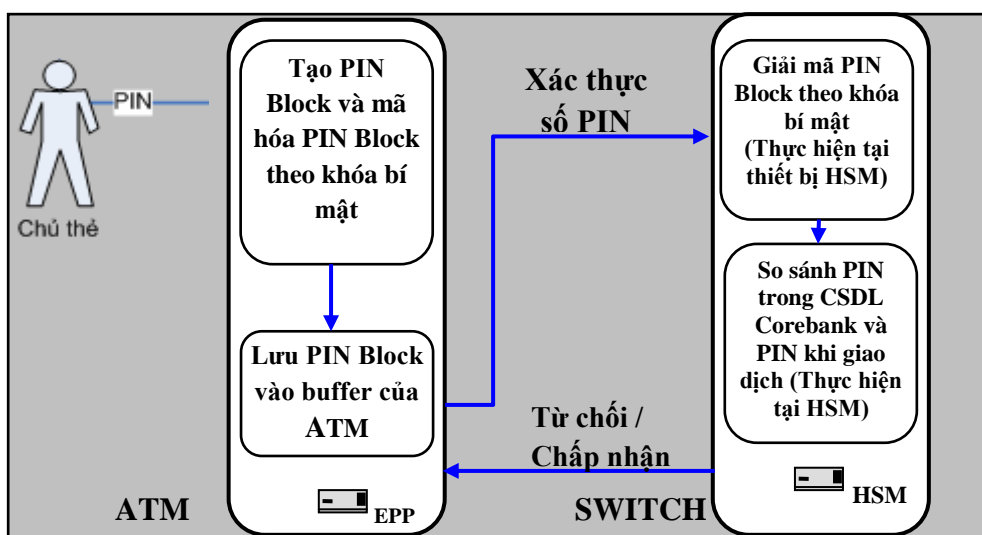 PIN
Chủ thẻ
Tạo PIN
Block và mã
hóa PIN Block
theo khóa bí
mật
Lưu PIN Block
vào buffer của
ATM
EPP
ATM
Xác thực
số PIN
Từ chối /
Chấp nhận
SWITCH
Giải mã PIN
Block theo khóa
bí mật
(Thực hiện tại
thiết bị HSM)
So sánh PIN
trong CSDL
Corebank và
PIN khi giao
dịch (Thực hiện
tại HSM)
HSM